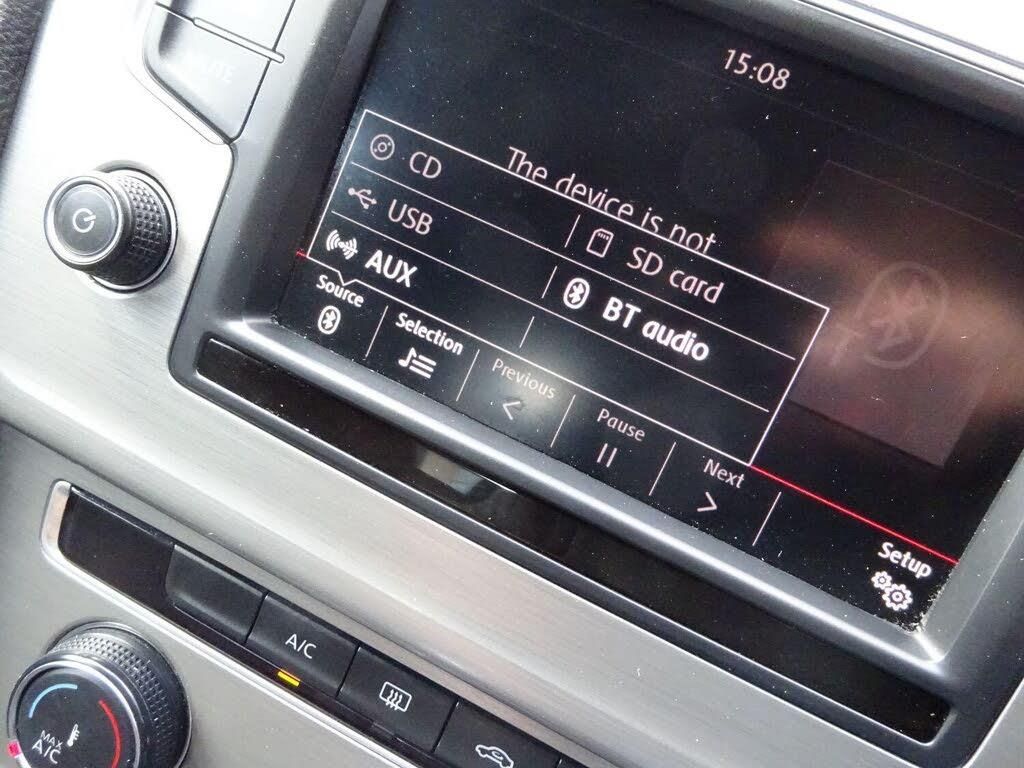 MUTE
15:08
The device is not
CD
USB
SD card
AUX
BT audio
Source
Selection
Previous
Pause
Next
Setup
A/C
MAX
A/C